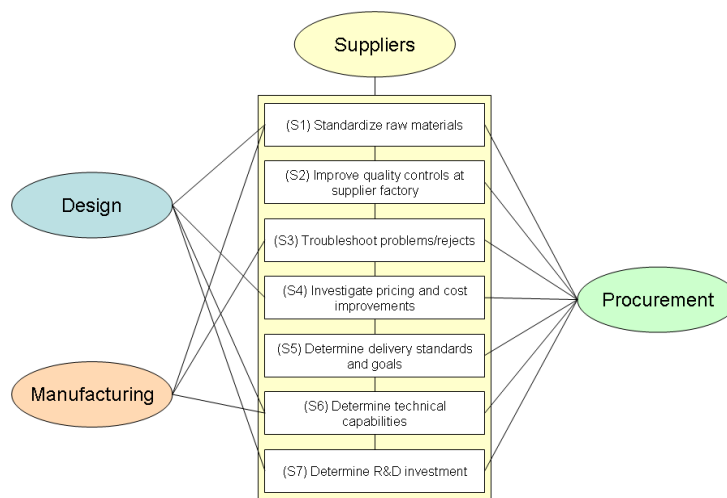 Suppliers
(S1) Standardize raw materials
(S2) Improve quality controls at
supplier factory
Design
(S3) Troubleshoot problems/rejects
(S4) Investigate pricing and cost
improvements
Procurement
(S5) Determine delivery standards
and goals
Manufacturing
(S6) Determine technical
capabilities
(S7) Determine R&D investment